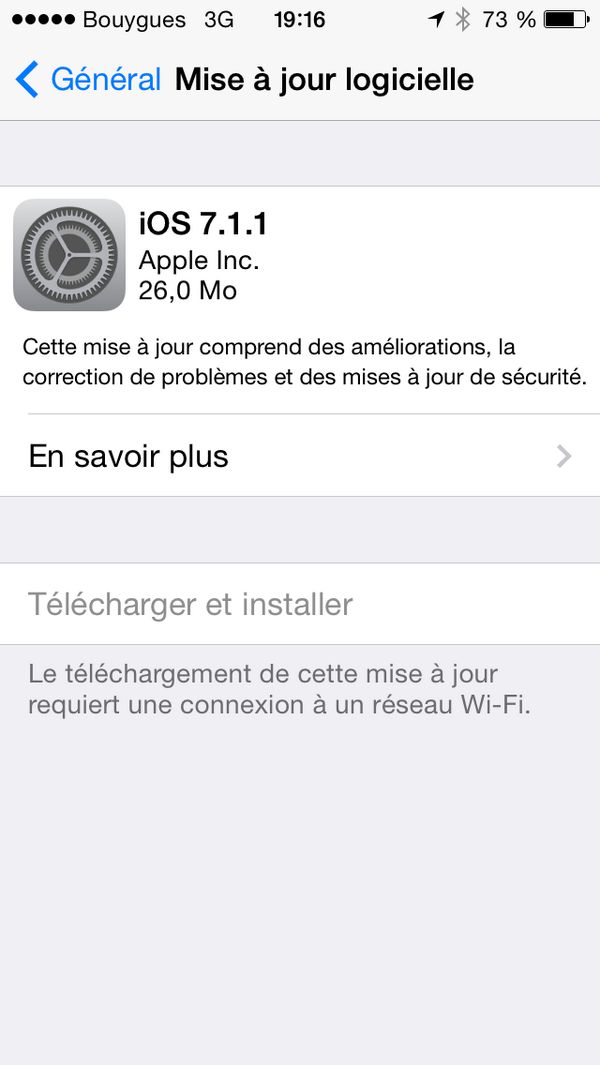 Bouygues 3G 19:16 73 %
Général Mise à jour logicielle
iOS 7.1.1
Apple Inc.
26,0 Mo
Cette mise à jour comprend des améliorations, la
correction de problèmes et des mises à jour de sécurité.
En savoir plus
Télécharger et installer
Le téléchargement de cette mise à jour
requiert une connexion à un réseau Wi-Fi.